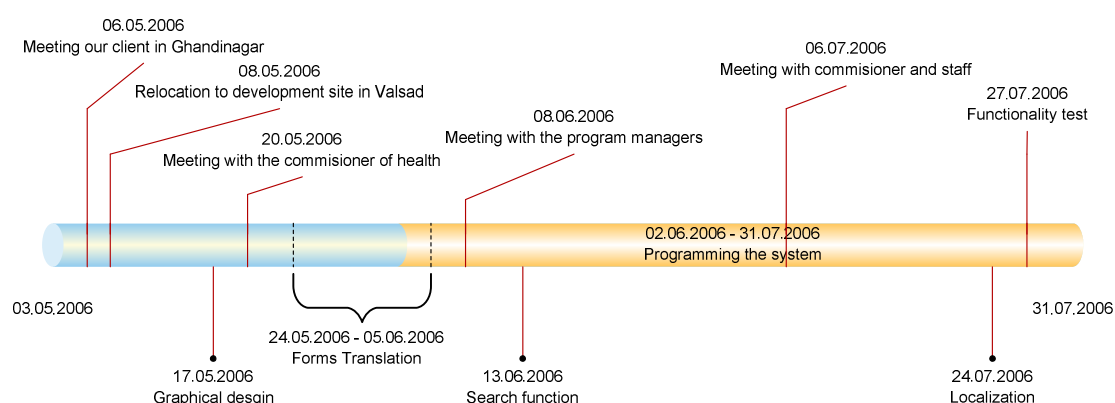 06.05.2006
Meeting our client in Ghandinagar
08.05.2006
Relocation to development site in Valsad
20.05.2006
Meeting with the commisioner of health
08.06.2006
Meeting with the program managers
06.07.2006
Meeting with commisioner and staff
27.07.2006
Functionality test
02.06.2006 - 31.07.2006
Programming the system
03.05.2006
31.07.2006
24.05.2006 - 05.06.2006
Forms Translation
17.05.2006
Graphical desgin
13.06.2006
Search function
24.07.2006
Localization